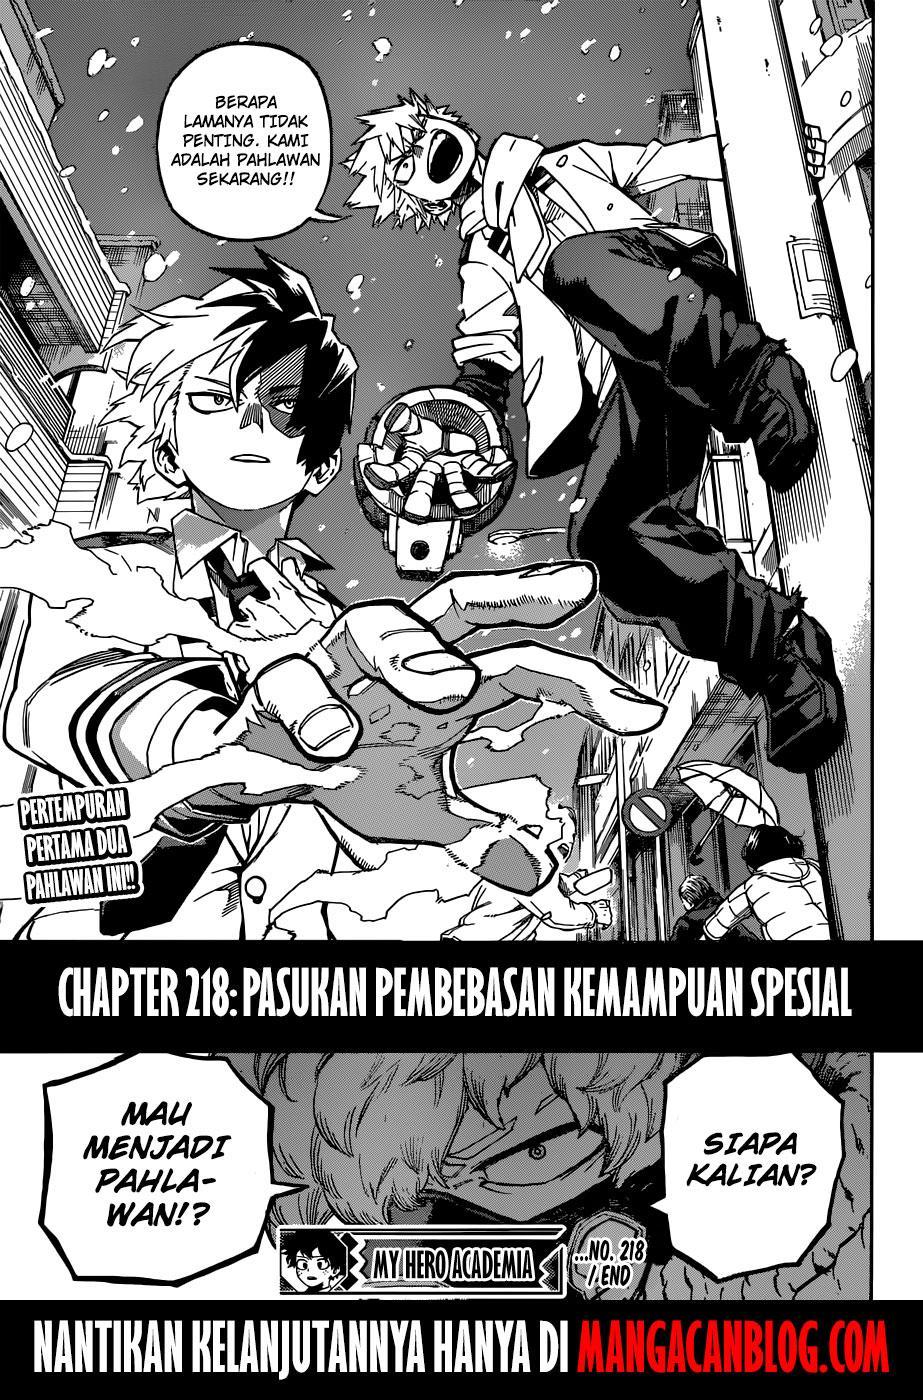 BERAPA
LAMANYA TIDAK
PENTING. KAMI
ADALAH PAHLAWAN
SEKARANG!!
PERTEMPURAN
PERTAMA DUA
PAHLAWAN INI!!
CHAPTER 218: PASUKAN PEMBEBASAN KEMAMPUAN SPESIAL
SIAPA
KALIAN?
MAU
MENJADI
PAHLA-
WAN!?
MY HERO ACADEMIA
...NO. 218
/ END
NANTIKAN KELANJUTANNYA HANYA DI MANGACANBLOG.COM